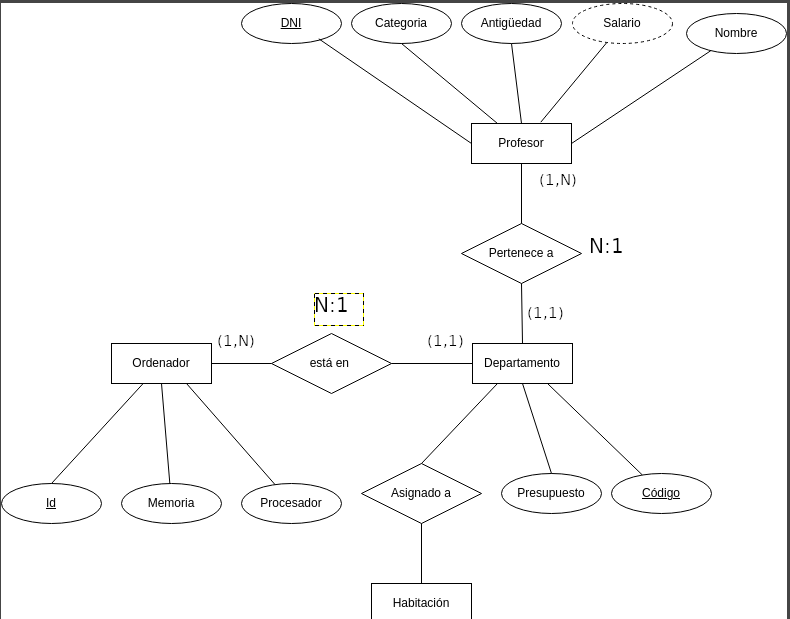 DNI
Categoria
Antigüedad
Salario
Nombre
Profesor
(1,N)
Pertenece a
N:1
(1,1)
N:1
(1,N)
(1,1)
Ordenador
está en
Departamento
Id
Memoria
Procesador
Asignado a
Presupuesto
Código
Habitación